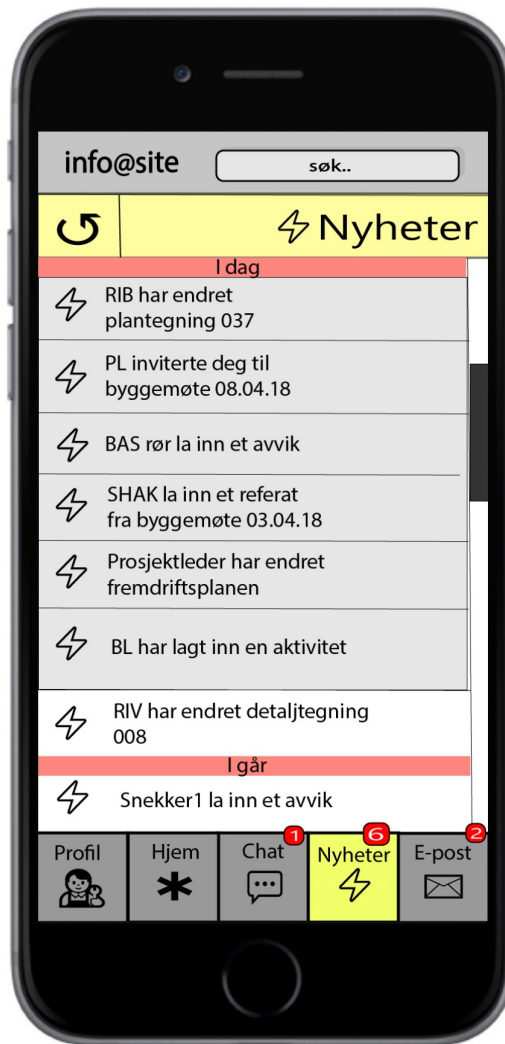 info@site
søk..
Nyheter
I dag
RIB har endret
plantegning 037
PL inviterte deg til
byggemøte 08.04.18
BAS rør la inn et avvik
SHAK la inn et referat
fra byggemøte 03.04.18
Prosjektleder har endret
fremdriftsplanen
BL har lagt inn en aktivitet
RIV har endret detaljtegning
008
I går
Snekker1 la inn et avvik
1 6 2
Profil Hjem Chat Nyheter E-post